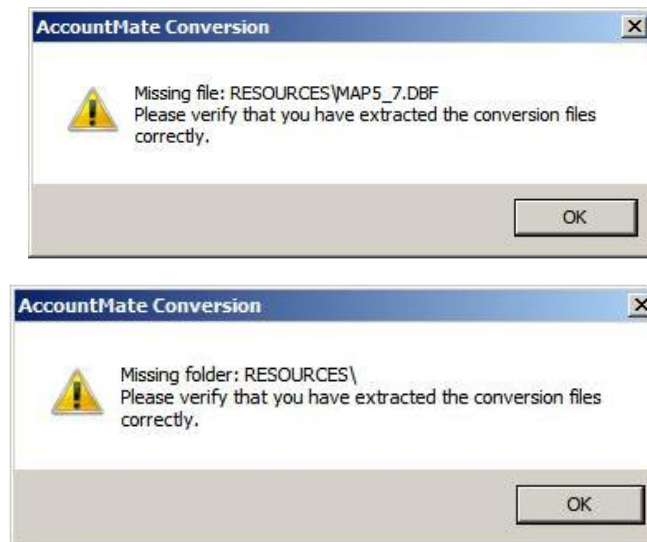 AccountMate Conversion
Missing file: RESOURCES\MAP5_7.DBF
Please verify that you have extracted the conversion files
correctly.
OK
AccountMate Conversion
Missing folder: RESOURCES\
Please verify that you have extracted the conversion files
correctly.
OK